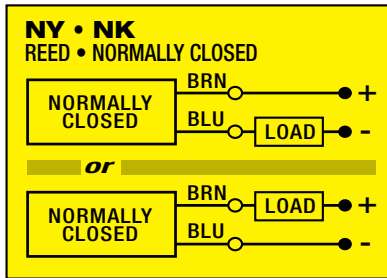 NY • NK
REED • NORMALLY CLOSED
NORMALLY
CLOSED
BRN
+
BLU
LOAD
-
or
NORMALLY
CLOSED
BRN
LOAD
+
BLU
-